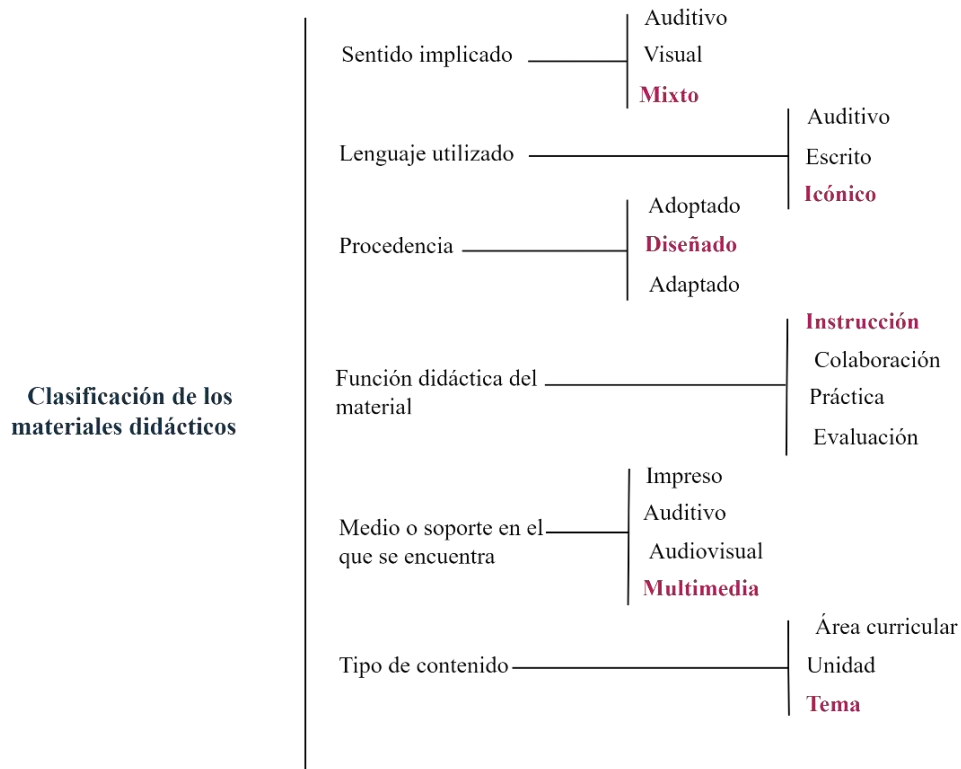 Clasificación de los
materiales didácticos
Sentido implicado
Auditivo
Visual
Mixto
Lenguaje utilizado
Auditivo
Escrito
Icónico
Procedencia
Adoptado
Diseñado
Adaptado
Función didáctica del
material
Instrucción
Colaboración
Práctica
Evaluación
Medio o soporte en el
que se encuentra
Impreso
Auditivo
Audiovisual
Multimedia
Tipo de contenido
Área curricular
Unidad
Tema